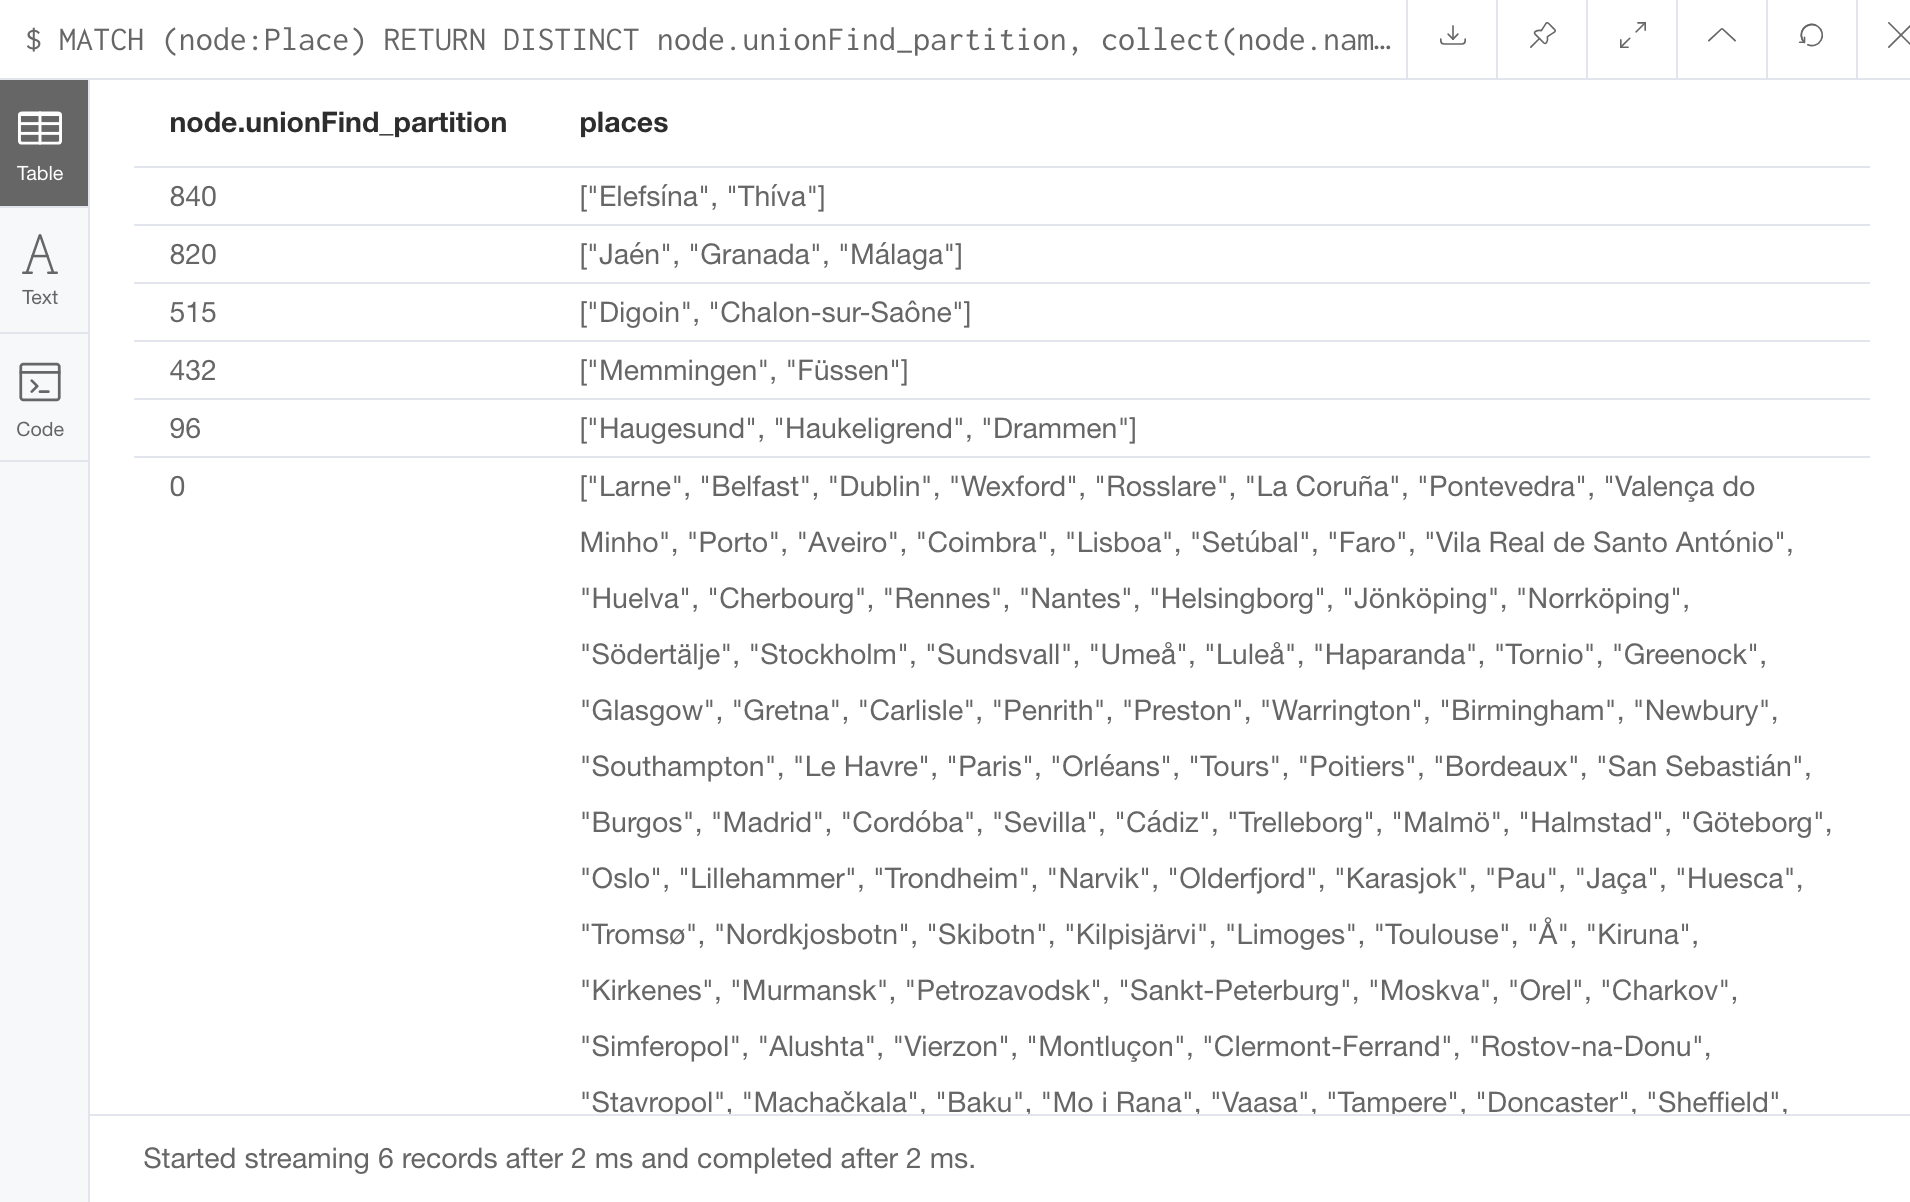 $ MATCH (node:Place) RETURN DISTINCT node.unionFind_partition, collect(node.nam…
Table
Text
Code
node.unionFind_partition places
840 ["Elefsína", "Thíva"]
820 ["Jaén", "Granada", "Málaga"]
515 ["Digoin", "Chalon-sur-Saône"]
432 ["Memmingen", "Füssen"]
96 ["Haugesund", "Haukeligrend", "Drammen"]
0 ["Larne", "Belfast", "Dublin", "Wexford", "Rosslare", "La Coruña", "Pontevedra", "Valença do
Minho", "Porto", "Aveiro", "Coimbra", "Lisboa", "Setúbal", "Faro", "Vila Real de Santo António",
"Huelva", "Cherbourg", "Rennes", "Nantes", "Helsingborg", "Jönköping", "Norrköping",
"Södertälje", "Stockholm", "Sundsvall", "Umeå", "Luleå", "Haparanda", "Tornio", "Greenock",
"Glasgow", "Gretna", "Carlisle", "Penrith", "Preston", "Warrington", "Birmingham", "Newbury",
"Southampton", "Le Havre", "Paris", "Orléans", "Tours", "Poitiers", "Bordeaux", "San Sebastián",
"Burgos", "Madrid", "Cordóba", "Sevilla", "Cádiz", "Trelleborg", "Malmö", "Halmstad", "Göteborg",
"Oslo", "Lillehammer", "Trondheim", "Narvik", "Olderfjord", "Karasjok", "Pau", "Jaça", "Huesca",
"Tromsø", "Nordkjosbotn", "Skibotn", "Kilpisjärvi", "Limoges", "Toulouse", "Å", "Kiruna",
"Kirkenes", "Murmansk", "Petrozavodsk", "Sankt-Peterburg", "Moskva", "Orel", "Charkov",
"Simferopol", "Alushta", "Vierzon", "Montluçon", "Clermont-Ferrand", "Rostov-na-Donu",
"Stavropol", "Machačkala", "Baku", "Mo i Rana", "Vaasa", "Tampere", "Doncaster", "Sheffield",
Started streaming 6 records after 2 ms and completed after 2 ms.